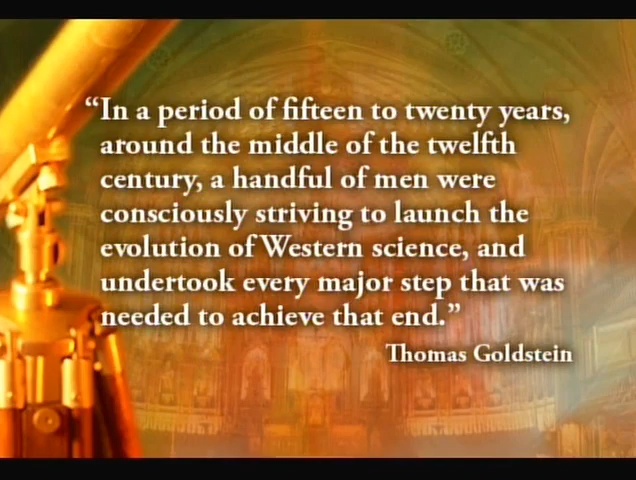 “In a period of fifteen to twenty years,
around the middle of the twelfth
century, a handful of men were
consciously striving to launch the
evolution of Western science, and
undertook every major step that was
needed to achieve that end.”
Thomas Goldstein